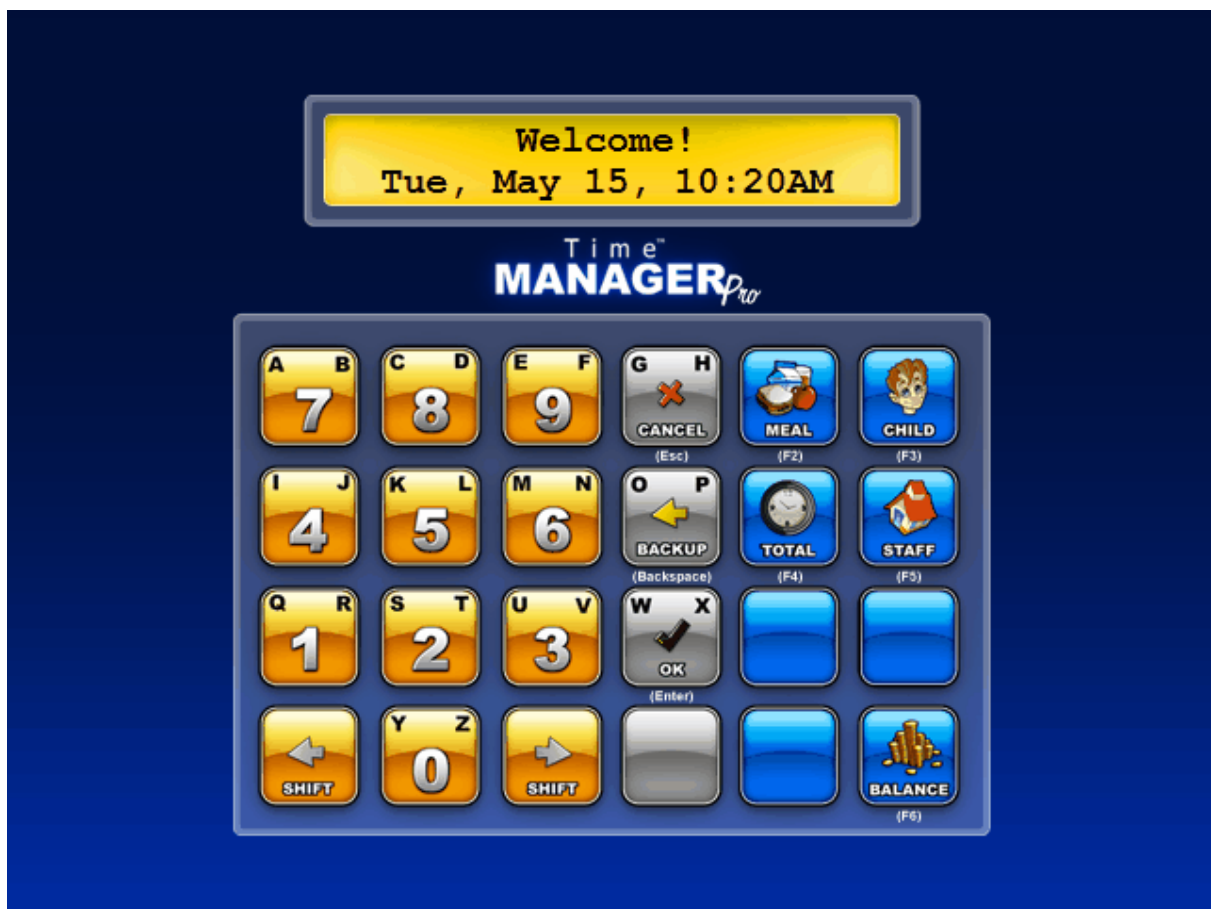 Welcome!
Tue, May 15, 10:20AM
Time™
MANAGER Pro
A B C D E F G H
7 8 9 CANCEL MEAL CHILD
(Esc) (F2) (F3)
I J K L M N O P
4 5 6 BACKUP TOTAL STAFF
(Backspace) (F4) (F5)
Q R S T U V W X
1 2 3 OK
(Enter)
Y Z
SHIFT 0 SHIFT BALANCE
(F6)